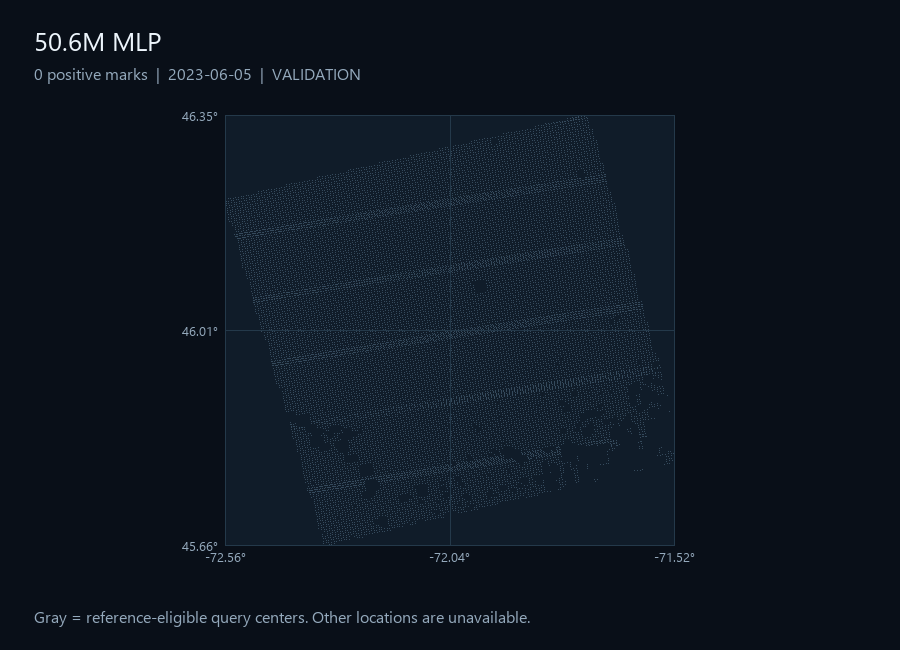 50.6M MLP
0 positive marks | 2023-06-05 | VALIDATION
46.35°
46.01°
45.66°
-72.56°
-72.04°
-71.52°
Gray = reference-eligible query centers. Other locations are unavailable.